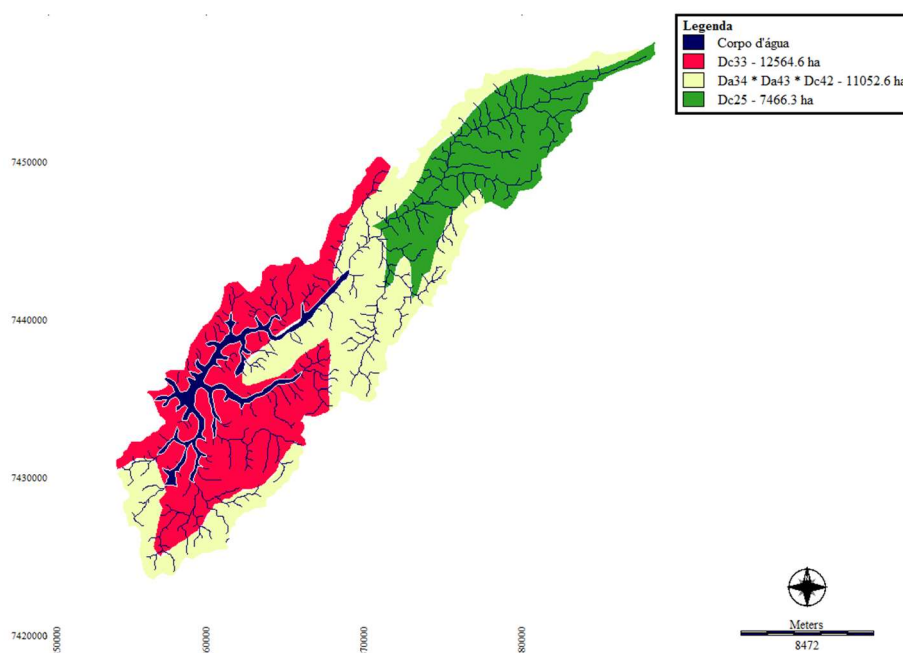 Legenda
Corpo d'água
Dc33 - 12564.6 ha
Da34 * Da43 * Dc42 - 11052.6 ha
Dc25 - 7466.3 ha
7450000
7440000
7430000
7420000
50000
60000
70000
80000
Meters
8472